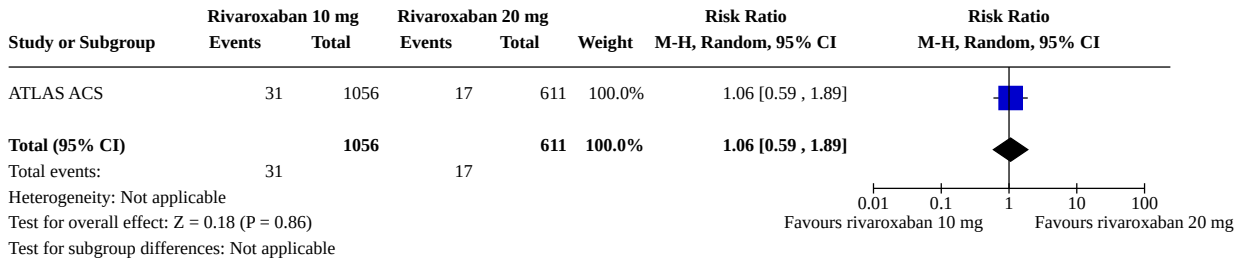 Rivaroxaban 10 mg Rivaroxaban 20 mg Risk Ratio Risk Ratio
Study or Subgroup Events Total Events Total Weight M-H, Random, 95% CI M-H, Random, 95% CI
ATLAS ACS 31 1056 17 611 100.0% 1.06 [0.59 , 1.89]
Total (95% CI) 1056 611 100.0% 1.06 [0.59 , 1.89]
Total events: 31 17
Heterogeneity: Not applicable
0.01 0.1 1 10 100
Test for overall effect: Z = 0.18 (P = 0.86) Favours rivaroxaban 10 mg Favours rivaroxaban 20 mg
Test for subgroup differences: Not applicable